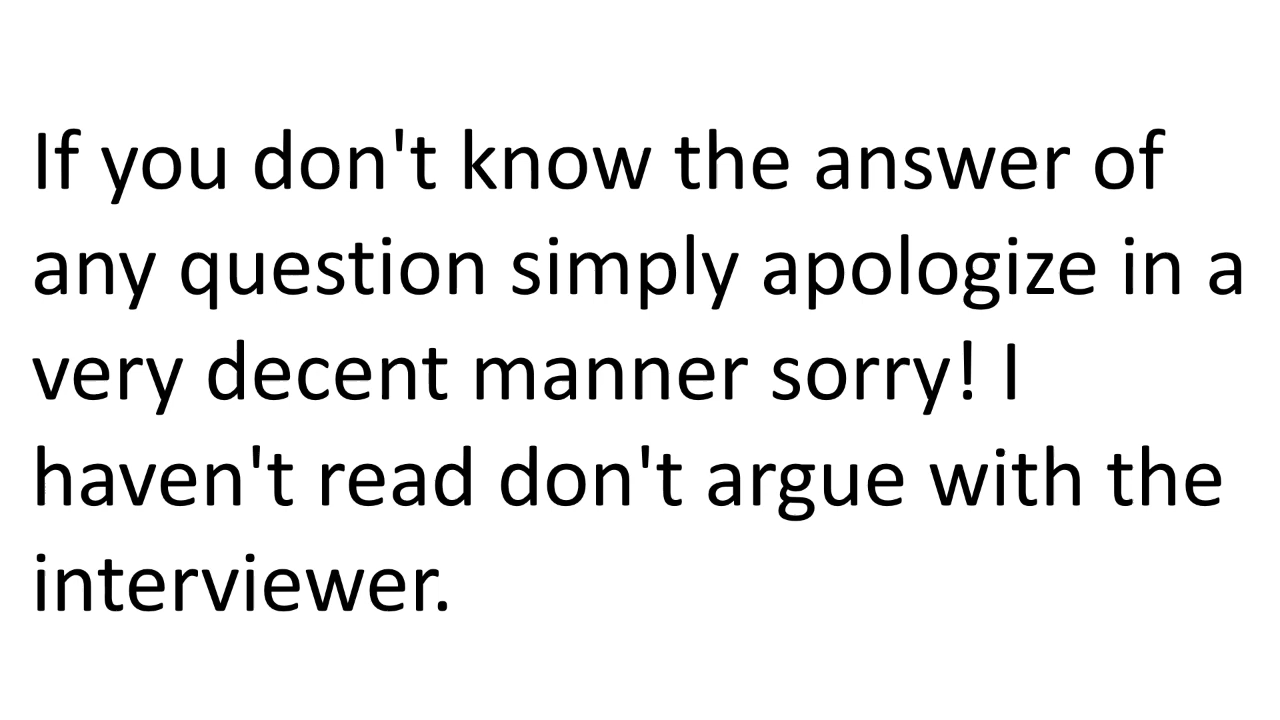 If you don't know the answer of
any question simply apologize in a
very decent manner sorry! I
haven't read don't argue with the
interviewer.